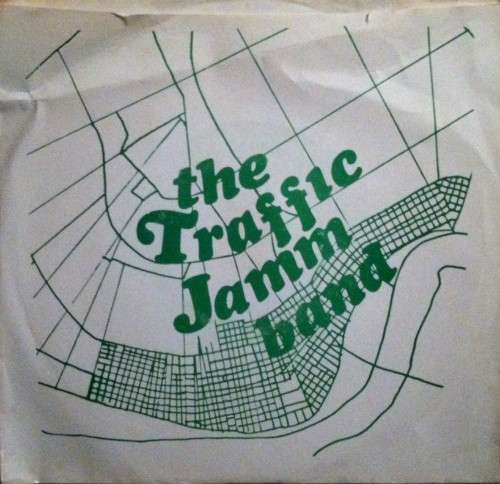 the
Traffic
Jamm
band